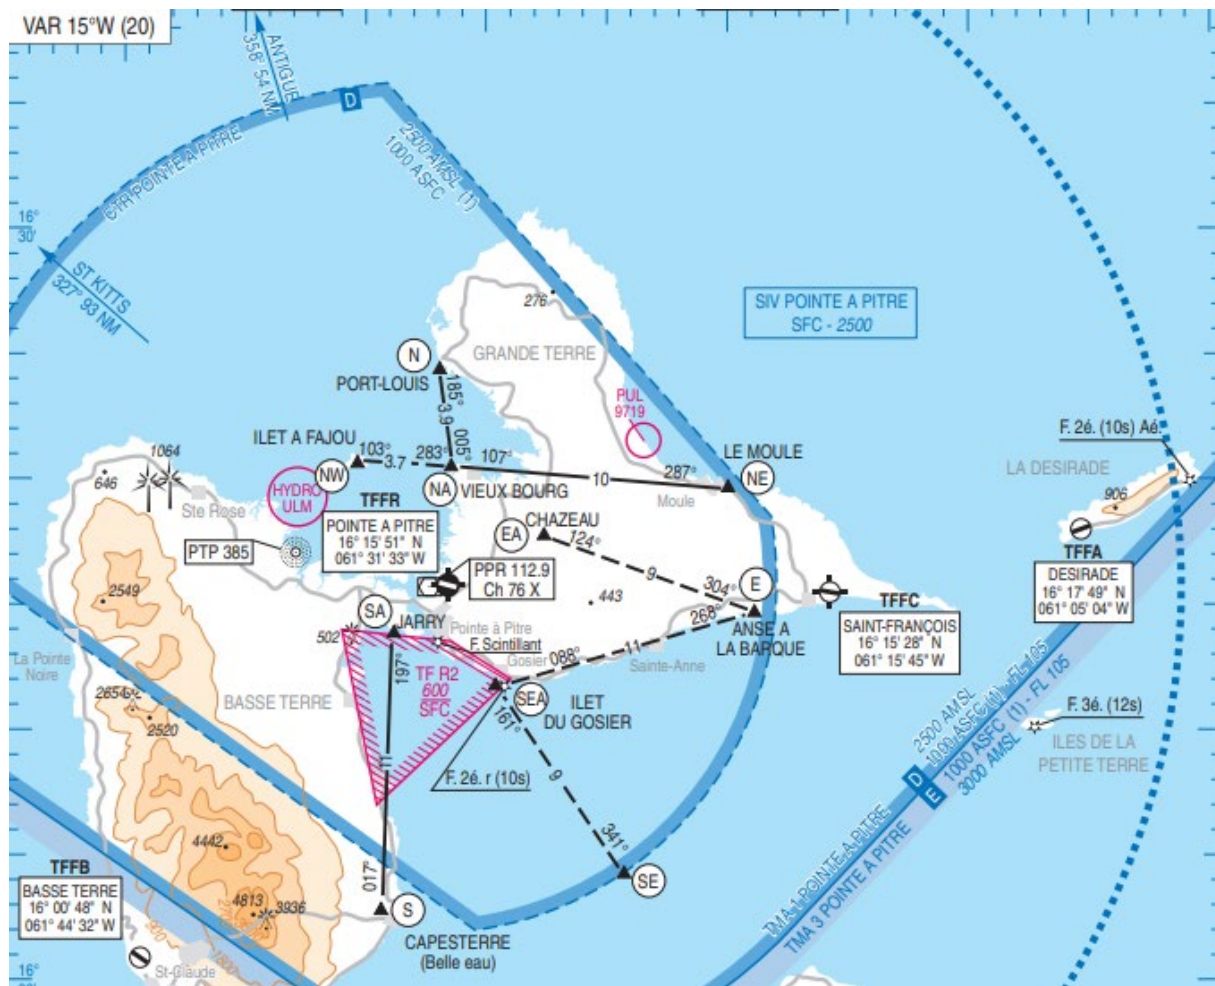 VAR 15°W (20)
ANTIGUE
358° 54 NM
D
CTR POINTE A PITRE
2500 AMSL (1)
1000 ASFC
16°
30'
ST KITTS
327° 93 NM
276
SIV POINTE A PITRE
SFC - 2500
GRANDE TERRE
N
PORT-LOUIS
185°
3.9
005°
PUL
9719
F. 2é. (10s) Aé.
1064
646
ILET A FAJOU
103°
3.7
283°
107°
10
287°
LE MOULE
NE
LA DESIRADE
906
NW
NA
VIEUX BOURG
Moule
HYDRO
ULM
Ste Rose
TFFR
POINTE A PITRE
16° 15' 51" N
061° 31' 33" W
EA
CHAZEAU
124°
9
304°
PTP 385
PPR 112.9
Ch 76 X
TFFA
DESIRADE
16° 17' 49" N
061° 05' 04" W
2549
443
E
268°
ANSE A
LA BARQUE
TFFC
SAINT-FRANÇOIS
16° 15' 28" N
061° 15' 45" W
SA
JARRY
502
Pointe à Pitre
F. Scintillant
Gosier
Sainte-Anne
088°
11
La Pointe
Noire
2654
2520
BASSE TERRE
197°
TF R2
600
SFC
SEA
ILET
DU GOSIER
161°
F. 2é. r (10s)
9
341°
SE
11
017°
2500 AMSL
1000 ASFC (1) - FL 105
1000 ASFC (1) - FL 105
3000 AMSL
F. 3é. (12s)
ILES DE LA
PETITE TERRE
D
E
TMA 1 POINTE A PITRE
TMA 3 POINTE A PITRE
4442
TFFB
BASSE TERRE
16° 00' 48" N
061° 44' 32" W
4813
3936
S
CAPESTERRE
(Belle eau)
900
1800
St-Claude
16°